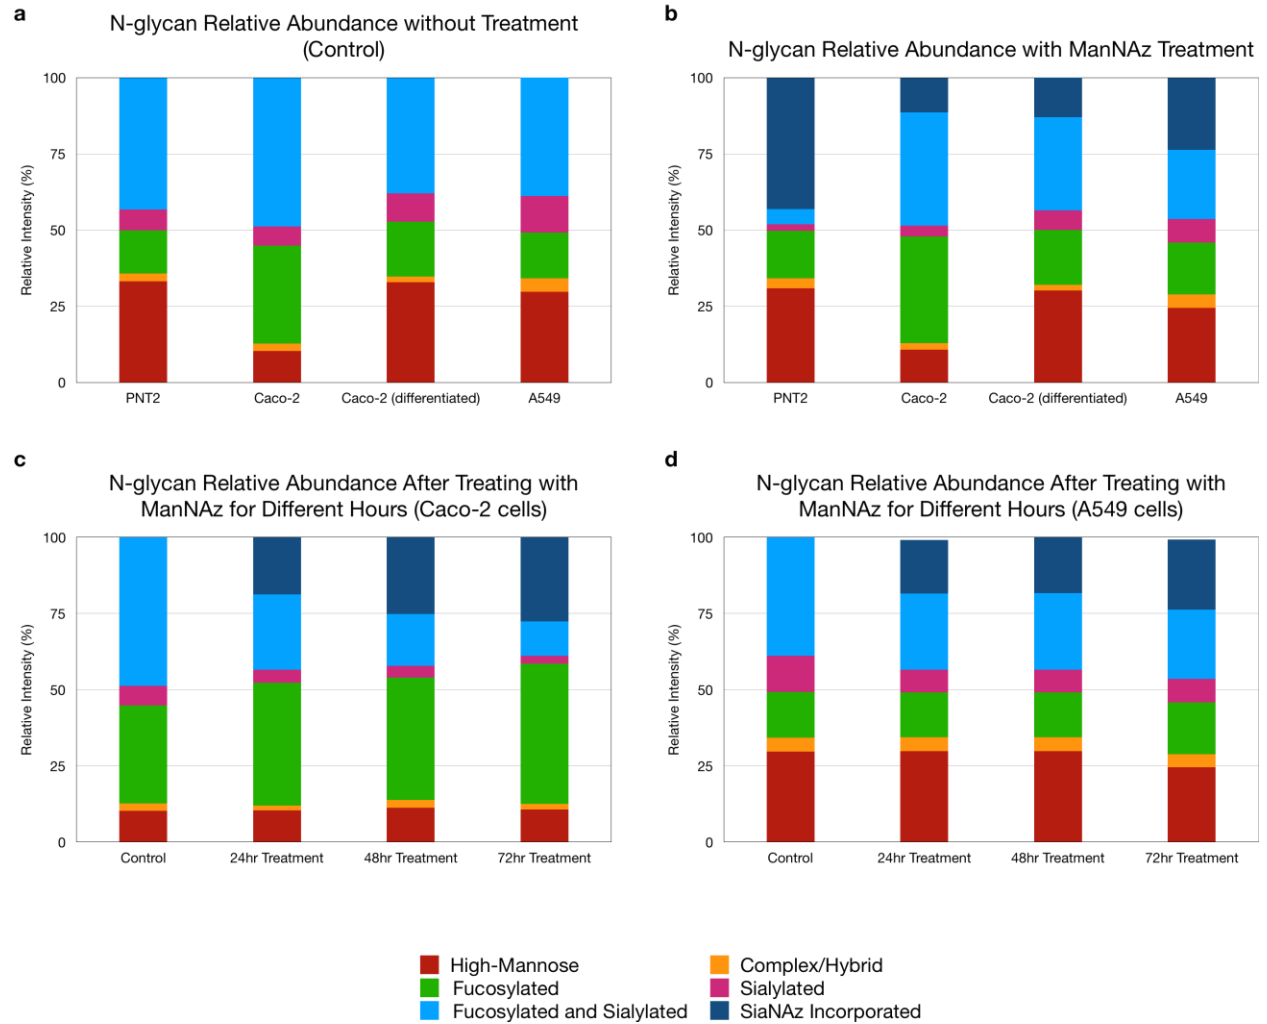 a
N-glycan Relative Abundance without Treatment
(Control)
100
75
50
25
0
Relative Intensity (%)
PNT2 Caco-2 Caco-2 (differentiated) A549
b
N-glycan Relative Abundance with ManNAz Treatment
100
75
50
25
0
Relative Intensity (%)
PNT2 Caco-2 Caco-2 (differentiated) A549
c
N-glycan Relative Abundance After Treating with
ManNAz for Different Hours (Caco-2 cells)
100
75
50
25
0
Relative Intensity (%)
Control 24hr Treatment 48hr Treatment 72hr Treatment
d
N-glycan Relative Abundance After Treating with
ManNAz for Different Hours (A549 cells)
100
75
50
25
0
Relative Intensity (%)
Control 24hr Treatment 48hr Treatment 72hr Treatment
High-Mannose Complex/Hybrid
Fucosylated Sialylated
Fucosylated and Sialylated SiaNAz Incorporated